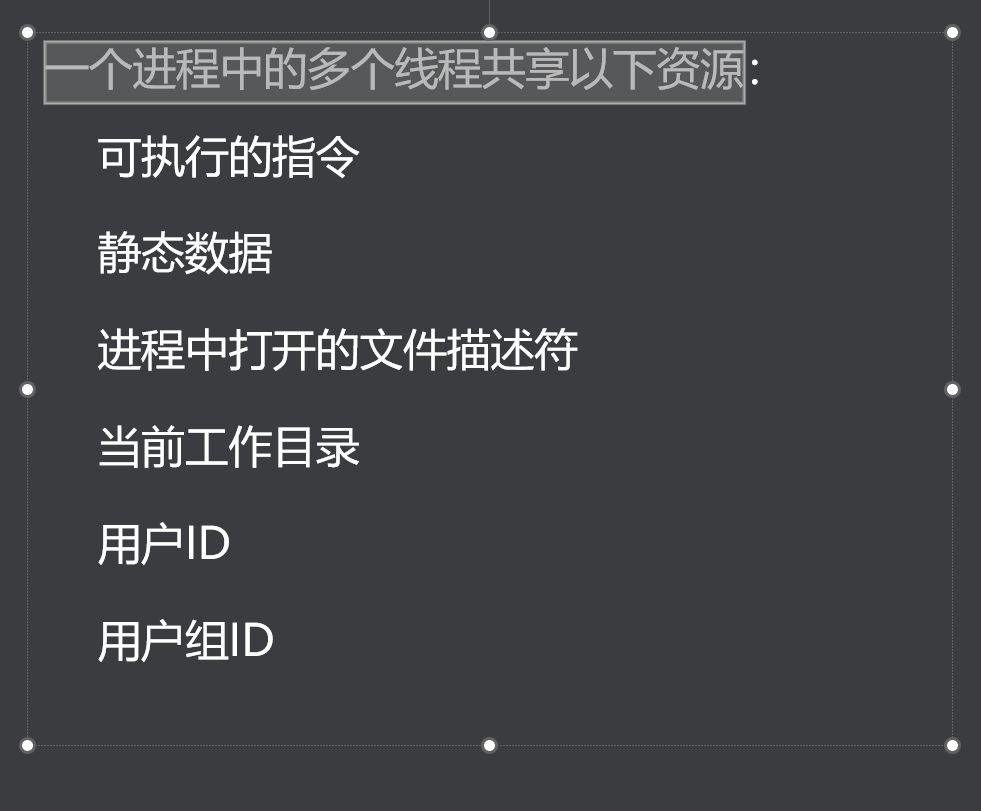 一个进程中的多个线程共享以下资源：
可执行的指令
静态数据
进程中打开的文件描述符
当前工作目录
用户ID
用户组ID